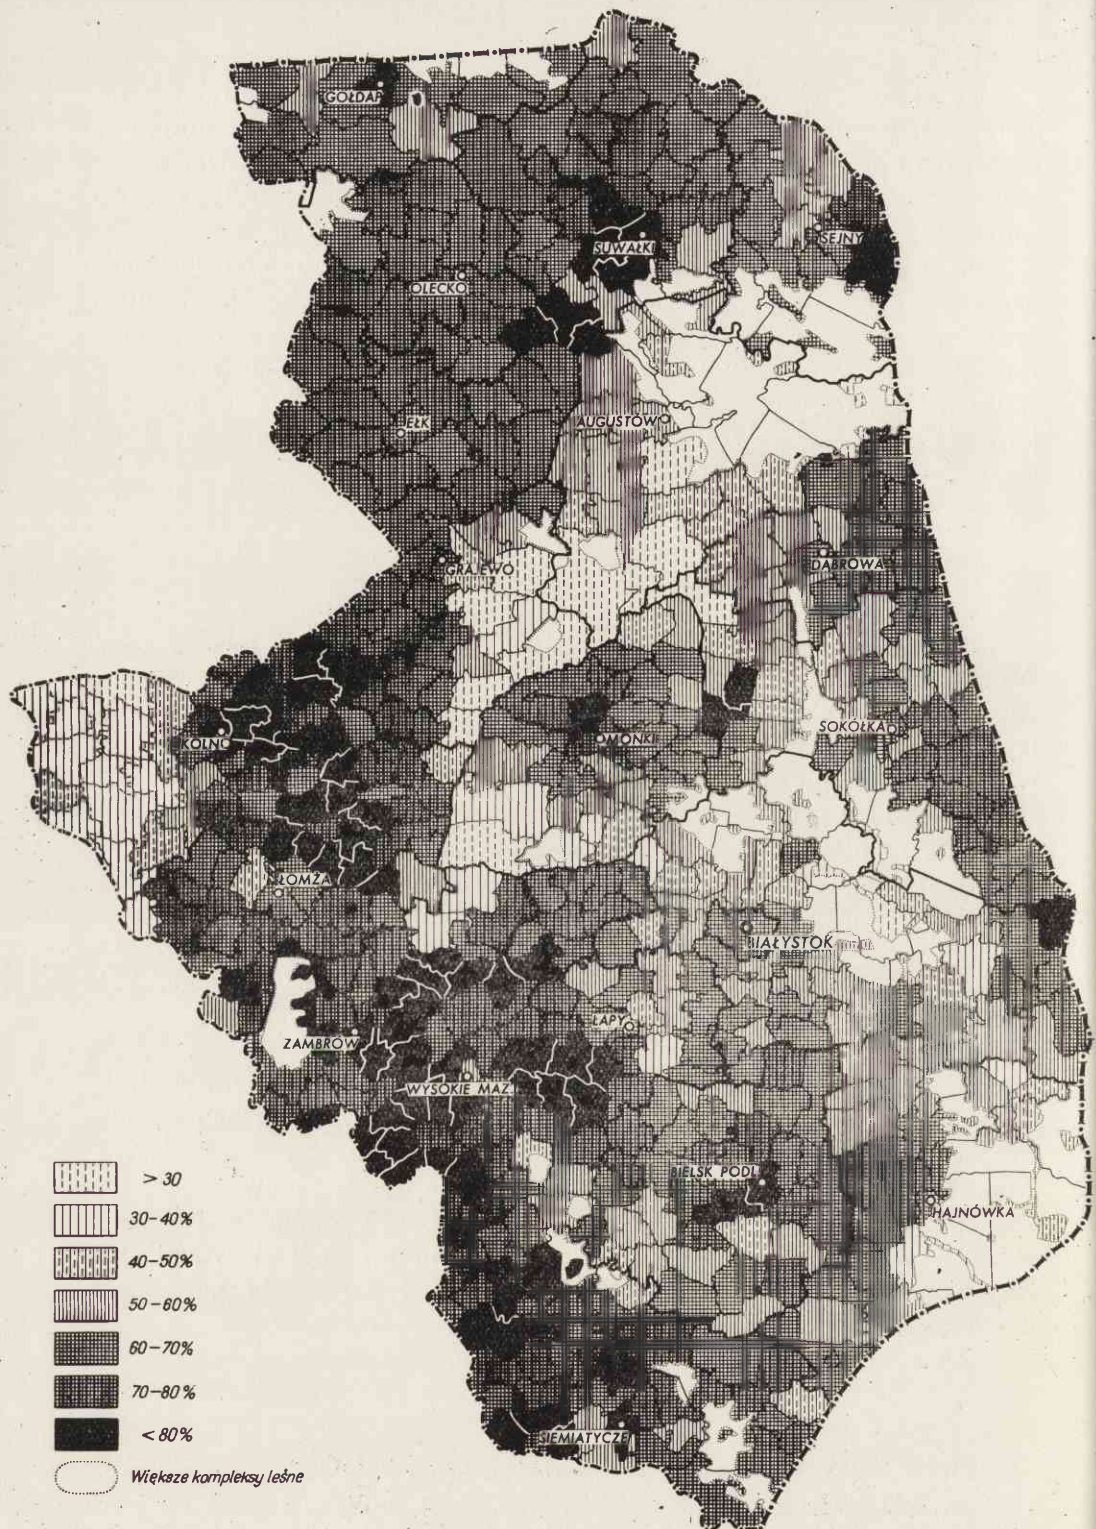 GOŁDAP
SEJNY
SUWAŁKI
OLECKO
EŁK
AUGUSTÓW
GRAJEWO
DĄBROWA
KOLNO
OMOŃKI
SOKÓŁKA
ŁOMŻA
BIAŁYSTOK
ŁAPY
ZAMBRÓW
WYSOKIE MAZ.
BIELSK PODL.
HAJNÓWKA
SIEMIATYCZE
> 30
30-40%
40-50%
50-60%
60-70%
70-80%
< 80%
Większe kompleksy leśne